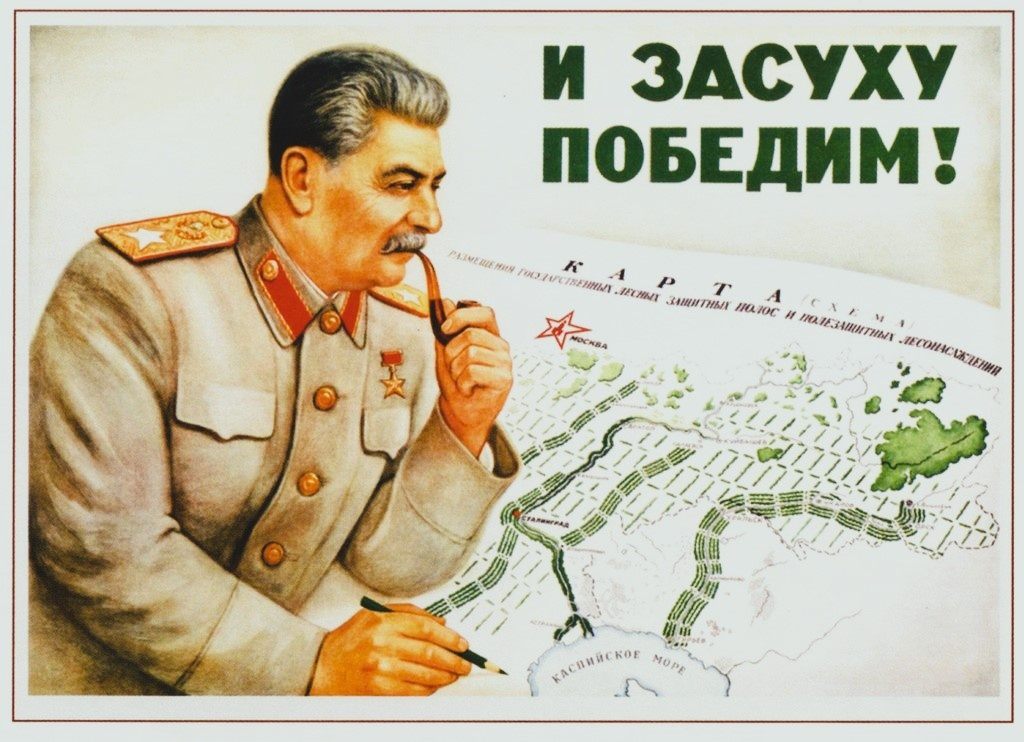 И ЗАСУХУ
ПОБЕДИМ!
КАРТА (СХЕМА)
РАЗМЕЩЕНИЯ ГОСУДАРСТВЕННЫХ ЛЕСНЫХ ЗАЩИТНЫХ ПОЛОС И ПОЛЕЗАЩИТНЫХ ЛЕСОНАСАЖДЕНИЙ
МОСКВА
СТАЛИНГРАД
КАСПИЙСКОЕ МОРЕ